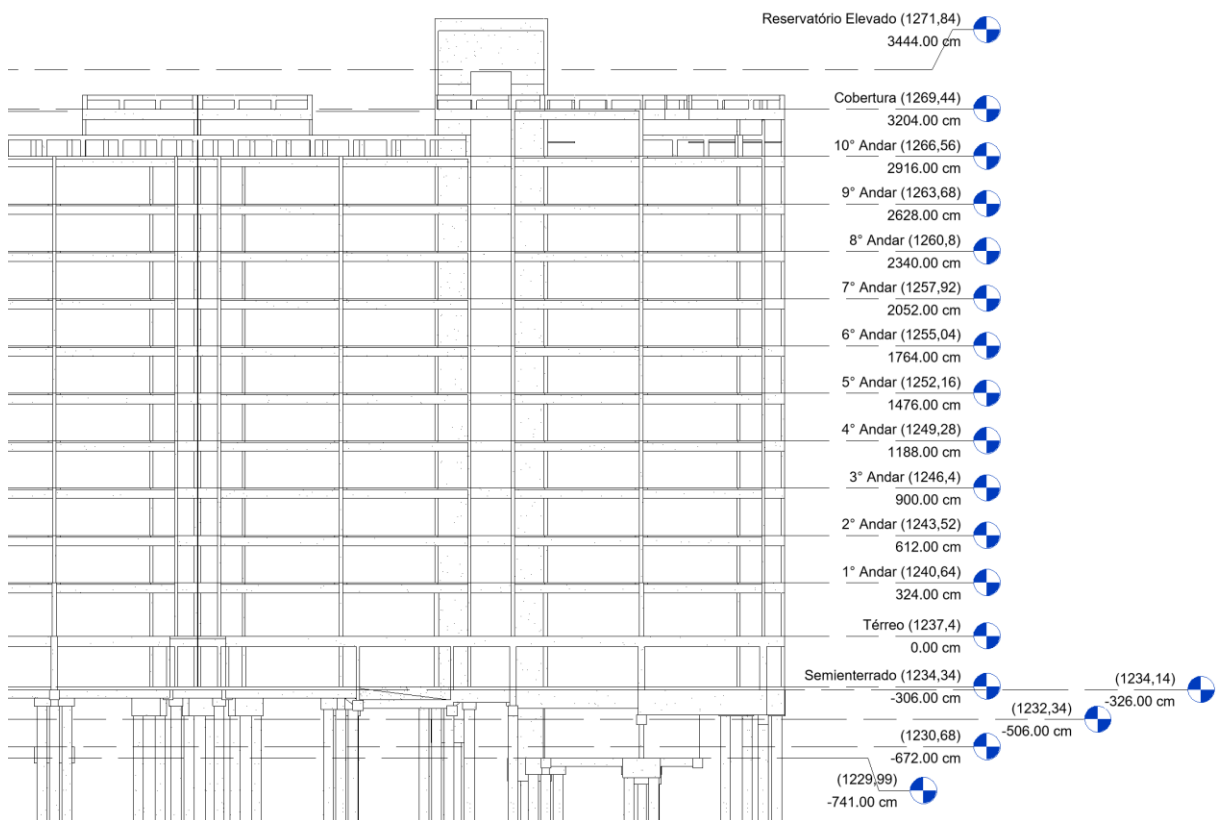 Reservatório Elevado (1271,84)
3444.00 cm
Cobertura (1269,44)
3204.00 cm
10° Andar (1266,56)
2916.00 cm
9° Andar (1263,68)
2628.00 cm
8° Andar (1260,8)
2340.00 cm
7° Andar (1257,92)
2052.00 cm
6° Andar (1255,04)
1764.00 cm
5° Andar (1252,16)
1476.00 cm
4° Andar (1249,28)
1188.00 cm
3° Andar (1246,4)
900.00 cm
2° Andar (1243,52)
612.00 cm
1° Andar (1240,64)
324.00 cm
Térreo (1237,4)
0.00 cm
Semienterrado (1234,34)
-306.00 cm
(1234,14)
-326.00 cm
(1232,34)
-506.00 cm
(1230,68)
-672.00 cm
(1229,99)
-741.00 cm